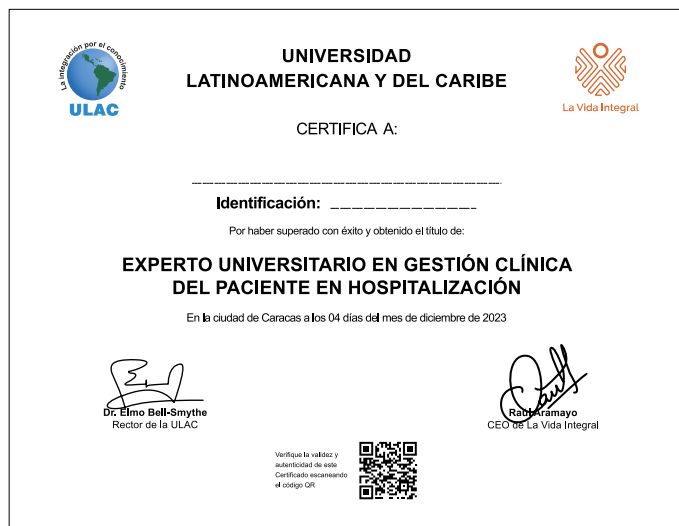 La integración por el conocimiento
ULAC
UNIVERSIDAD
LATINOAMERICANA Y DEL CARIBE
La Vida Integral
CERTIFICA A:
Identificación:
Por haber superado con éxito y obtenido el título de:
EXPERTO UNIVERSITARIO EN GESTIÓN CLÍNICA
DEL PACIENTE EN HOSPITALIZACIÓN
En la ciudad de Caracas a los 04 días del mes de diciembre de 2023
Dr. Elmo Bell-Smythe
Rector de la ULAC
Raúl Aramayo
CEO de La Vida Integral
Verifique la validez y
autenticidad de este
Certificado escaneando
el código QR